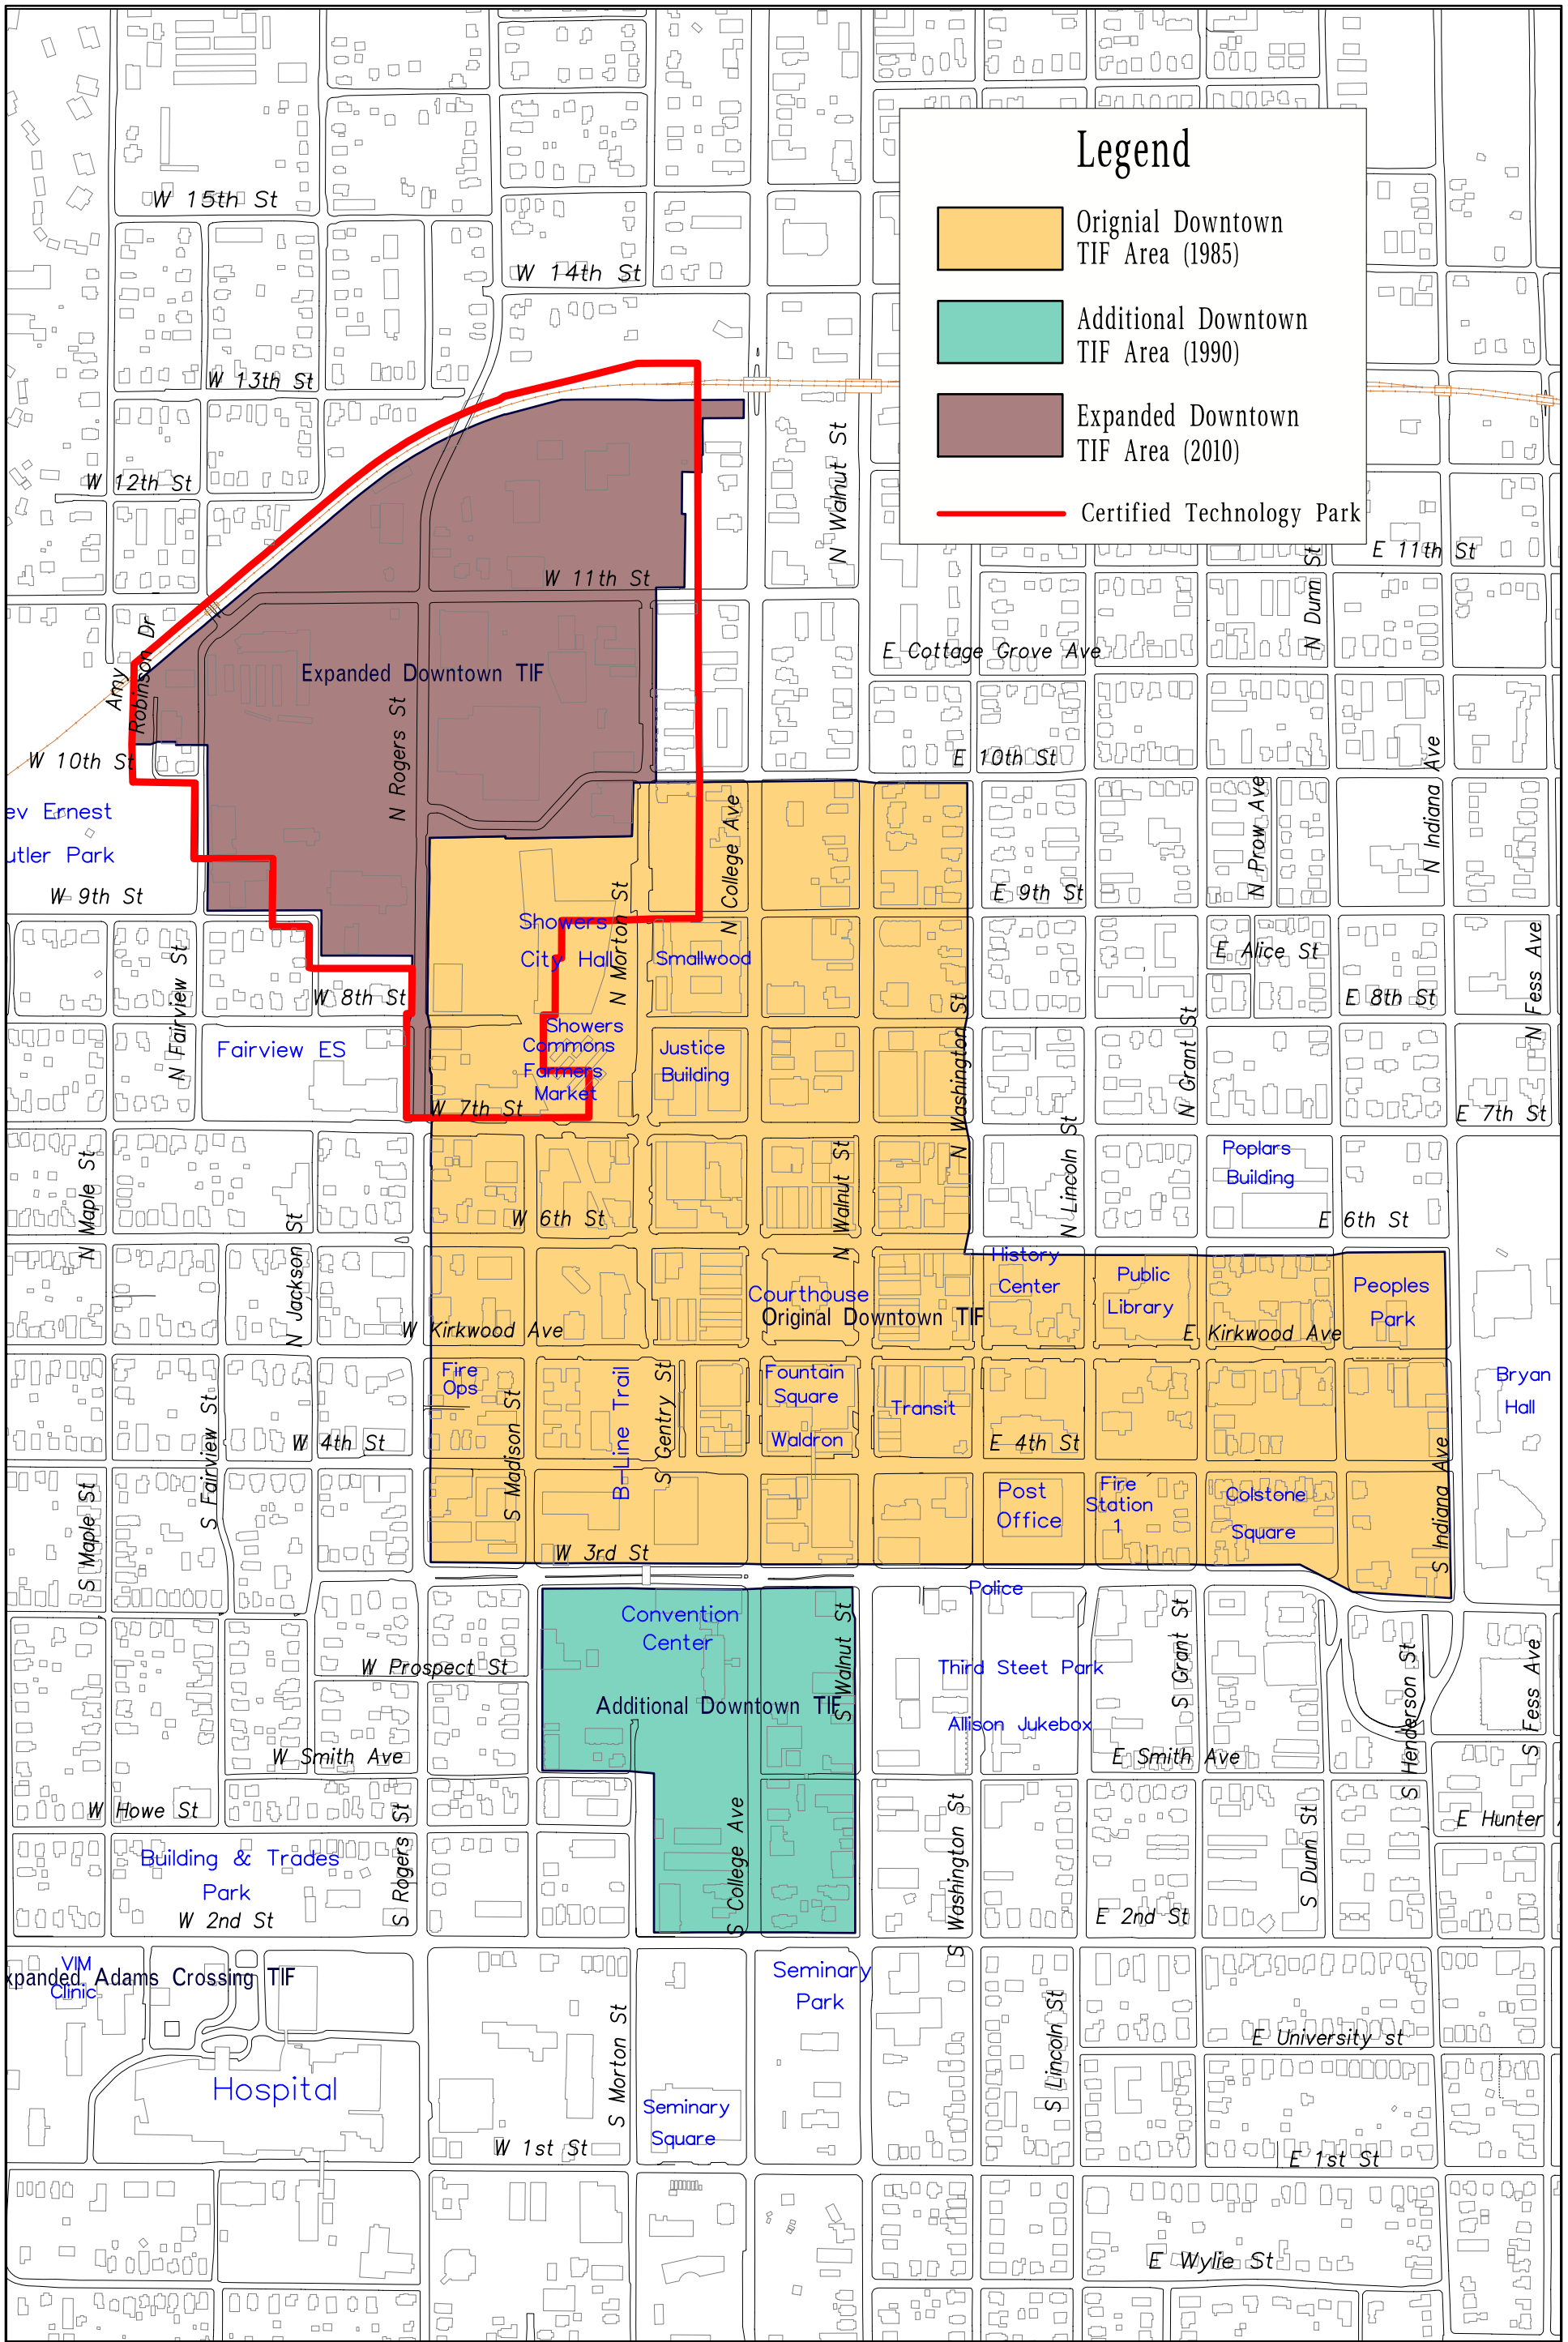 Legend
Orignial Downtown
TIF Area (1985)
Additional Downtown
TIF Area (1990)
Expanded Downtown
TIF Area (2010)
Certified Technology Park
W 15th St
W 14th St
W 13th St
W 12th St
N Walnut St
E 11th St
N Dunn St
W 11th St
Amy
Robinson Dr
E Cottage Grove Ave
Expanded Downtown TIF
N Rogers St
W 10th St
E 10th St
N Indiana Ave
N Prow Ave
ev Ernest
utler Park
N College Ave
W 9th St
E 9th St
N Morton St
Showers
City Hall
Smallwood
E Alice St
N Fess Ave
N Fairview St
W 8th St
E 8th St
N Washington St
Showers
Commons
Farmers
Market
Justice
Building
Fairview ES
N Grant St
W 7th St
E 7th St
N Maple St
N Walnut St
N Lincoln St
Poplars
Building
W 6th St
E 6th St
N Jackson St
History
Center
Public
Library
Peoples
Park
Courthouse
Original Downtown TIF
W Kirkwood Ave
E Kirkwood Ave
Fire
Ops
B-Line Trail
S Gentry St
Fountain
Square
Waldron
Transit
Bryan
Hall
S Madison St
S Fairview St
W 4th St
E 4th St
S Indiana Ave
S Maple St
Post
Office
Fire
Station
1
Colstone
Square
W 3rd St
Police
Convention
Center
S Walnut St
S Grant St
Third Steet Park
W Prospect St
S Henderson St
S Fess Ave
Additional Downtown TIF
Allison Jukebox
W Smith Ave
E Smith Ave
W Howe St
S Rogers St
S College Ave
S Washington St
S Dunn St
E Hunter
Building & Trades
Park
W 2nd St
E 2nd St
VIM
Clinic
xpanded Adams Crossing TIF
Seminary
Park
S Morton St
S Lincoln St
E University st
Hospital
Seminary
Square
W 1st St
E 1st St
E Wylie St